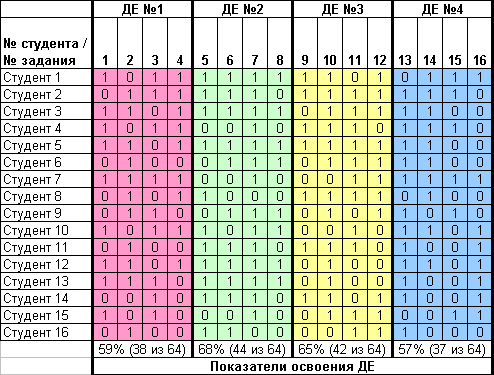 ДЕ №1 ДЕ №2 ДЕ №3 ДЕ №4
№ студента /
№ задания 1 2 3 4 5 6 7 8 9 10 11 12 13 14 15 16
Студент 1 1 0 1 1 1 1 1 1 1 1 0 1 0 1 1 1
Студент 2 0 1 1 1 1 1 1 0 1 1 1 1 1 1 1 0
Студент 3 1 1 0 1 1 1 1 1 1 1 1 1 1 1 0 0
Студент 4 1 0 1 1 0 0 1 0 1 1 1 0 1 1 1 0
Студент 5 1 1 0 1 1 1 1 1 1 1 1 1 1 1 0 0
Студент 6 0 1 0 0 1 1 1 0 0 0 1 1 1 1 0 0
Студент 7 1 1 1 1 0 0 1 0 1 0 0 1 1 1 1 1
Студент 8 0 1 1 0 1 0 0 0 0 1 1 0 0 1 0 0
Студент 9 0 1 1 0 0 1 1 1 1 1 0 1 1 0 1 0
Студент 10 1 0 1 1 0 1 1 1 0 1 1 0 1 1 0 1
Студент 11 1 0 0 0 1 1 1 0 1 0 0 0 1 0 1 0
Студент 12 1 1 0 1 1 1 1 0 1 1 1 0 1 1 0 1
Студент 13 1 1 1 0 1 1 1 0 1 0 1 0 1 0 1 0
Студент 14 0 0 1 0 1 1 1 0 1 1 0 0 1 0 1 0
Студент 15 1 0 1 0 0 1 1 0 1 0 0 0 0 0 1 1
Студент 16 0 1 0 0 1 1 0 0 0 1 1 1 1 0 1 0
59% (38 из 64) 68% (44 из 64) 65% (42 из 64) 57% (37 из 64)
Показатели освоения ДЕ